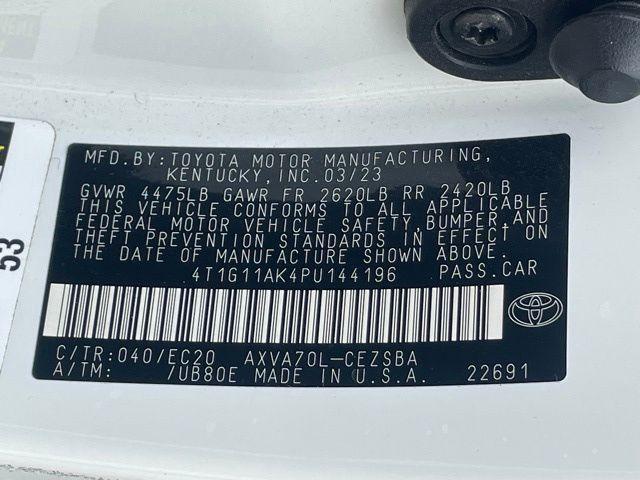 MFD.BY:TOYOTA MOTOR MANUFACTURING,
KENTUCKY, INC. 03/23
GVWR 4475LB GAWR FR 2620LB RR 2420LB
THIS VEHICLE CONFORMS TO ALL APPLICABLE
FEDERAL MOTOR VEHICLE SAFETY, BUMPER, AND
THEFT PREVENTION STANDARDS IN EFFECT ON
THE DATE OF MANUFACTURE SHOWN ABOVE.
4T1G11AK4PU144196 PASS.CAR
C/TR:040/EC20 AXVA70L-CEZSBA
A/TM: /UB80E MADE IN U.S.A. 22691
53